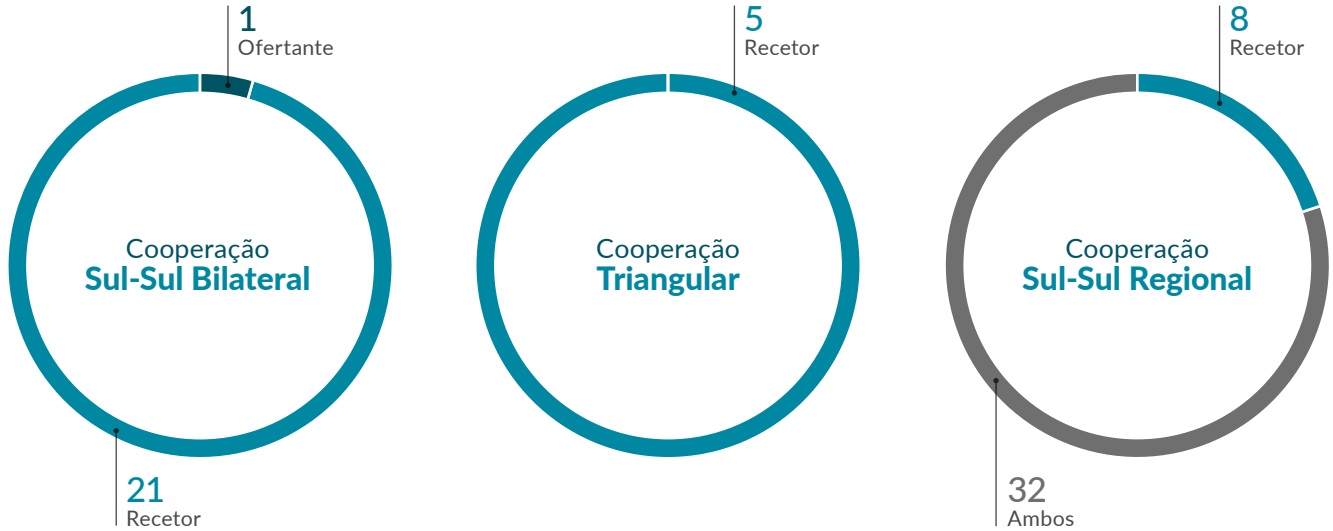 1
Ofertante
Cooperação
Sul-Sul Bilateral
21
Recetor
5
Recetor
Cooperação
Triangular
8
Recetor
Cooperação
Sul-Sul Regional
32
Ambos